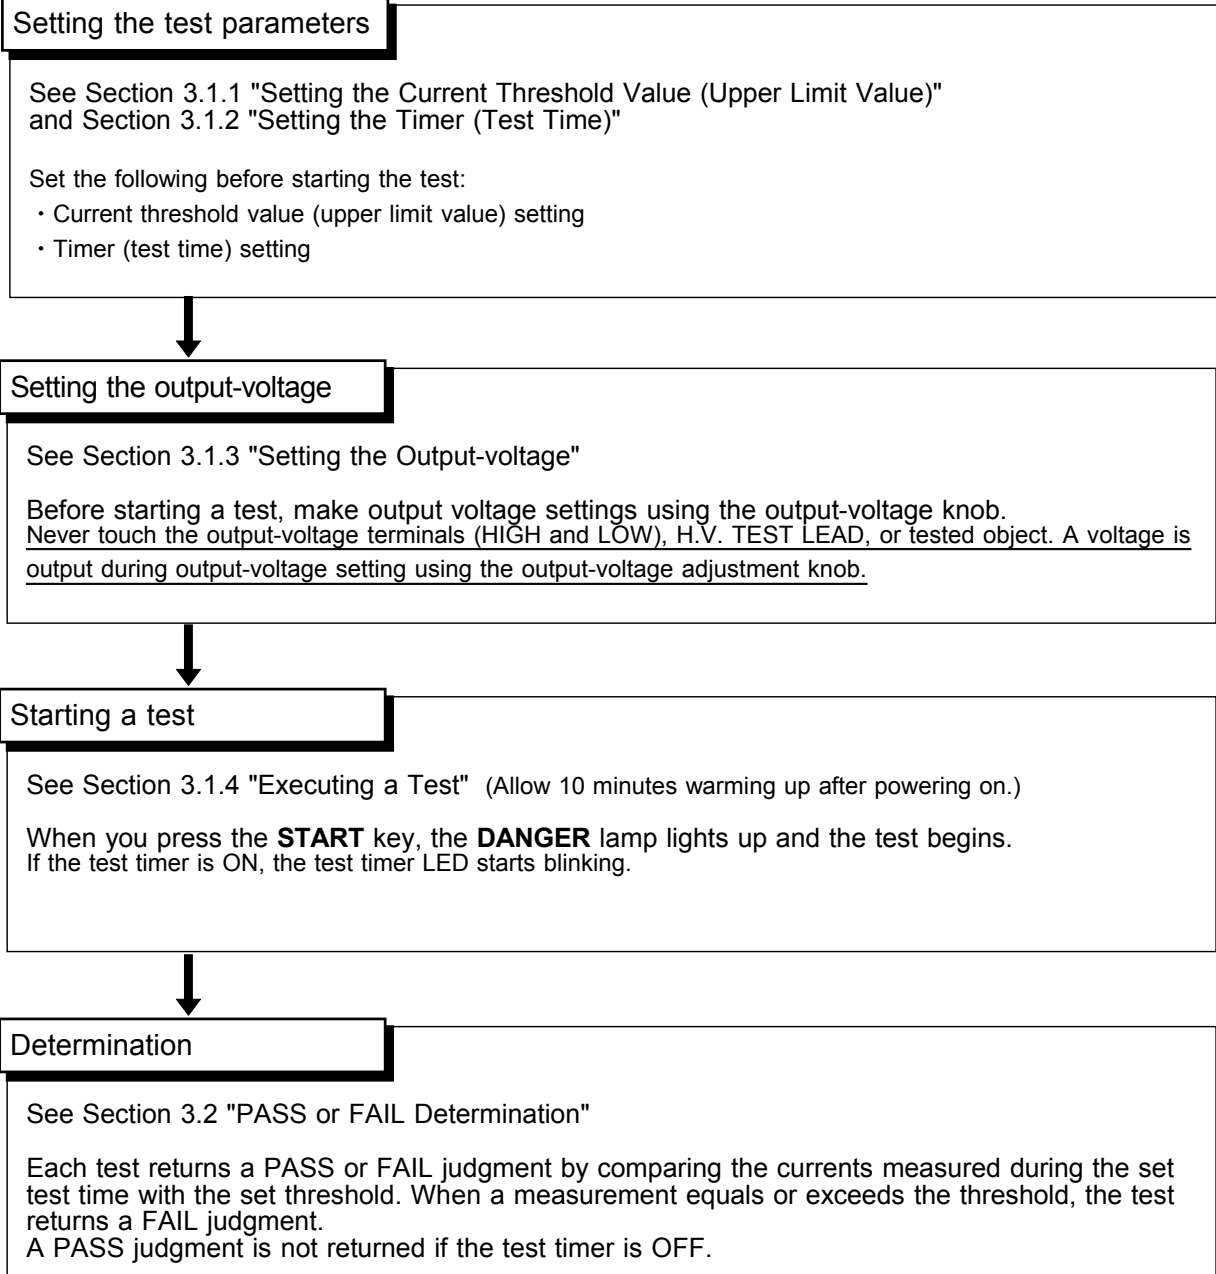 Setting the test parameters
See Section 3.1.1 "Setting the Current Threshold Value (Upper Limit Value)"
and Section 3.1.2 "Setting the Timer (Test Time)"
Set the following before starting the test:
・Current threshold value (upper limit value) setting
・Timer (test time) setting
Setting the output-voltage
See Section 3.1.3 "Setting the Output-voltage"
Before starting a test, make output voltage settings using the output-voltage knob.
Never touch the output-voltage terminals (HIGH and LOW), H.V. TEST LEAD, or tested object. A voltage is
output during output-voltage setting using the output-voltage adjustment knob.
Starting a test
See Section 3.1.4 "Executing a Test" (Allow 10 minutes warming up after powering on.)
When you press the START key, the DANGER lamp lights up and the test begins.
If the test timer is ON, the test timer LED starts blinking.
Determination
See Section 3.2 "PASS or FAIL Determination"
Each test returns a PASS or FAIL judgment by comparing the currents measured during the set
test time with the set threshold. When a measurement equals or exceeds the threshold, the test
returns a FAIL judgment.
A PASS judgment is not returned if the test timer is OFF.